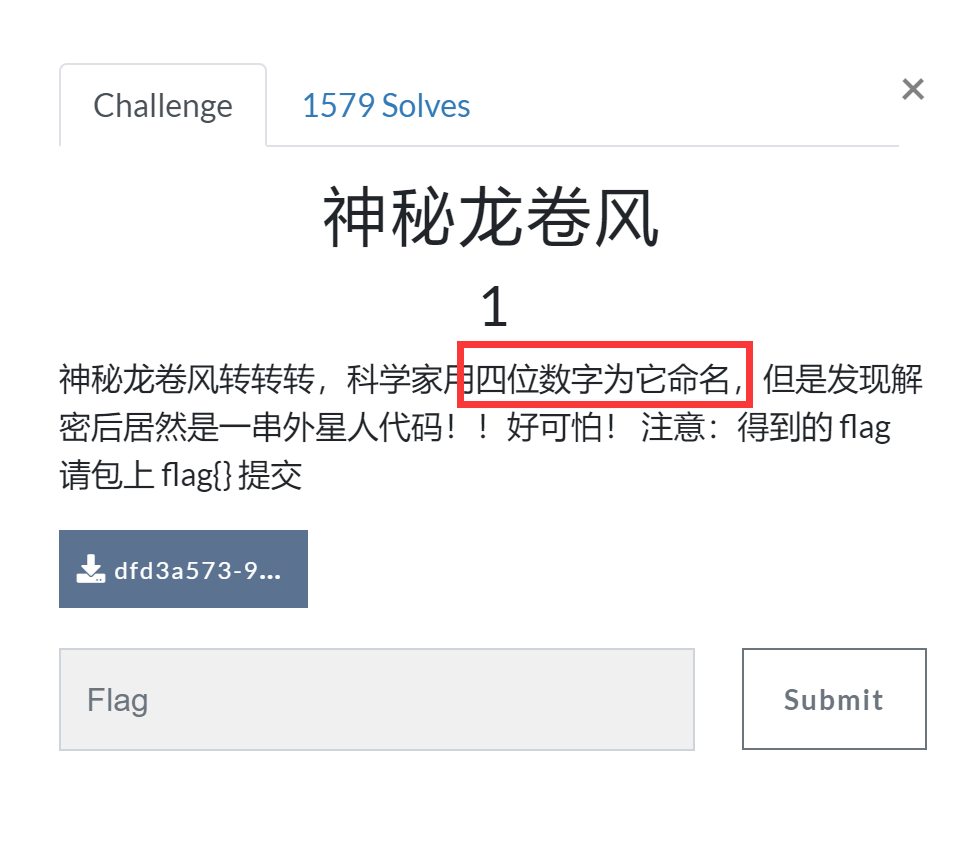 Challenge
1579 Solves
×
神秘龙卷风
1
神秘龙卷风转转转，科学家用四位数字为它命名，但是发现解
密后居然是一串外星人代码！！好可怕！ 注意：得到的 flag
请包上 flag{} 提交
dfd3a573-9...
Flag
Submit